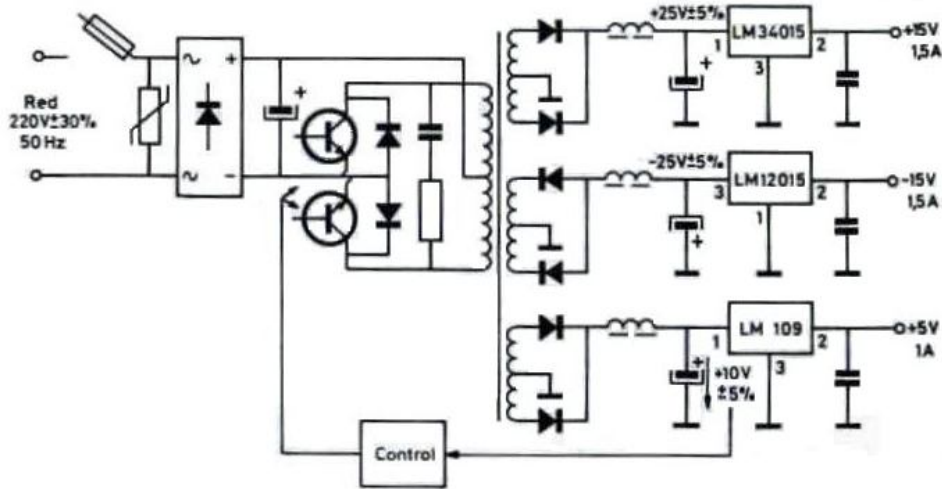 Red
220V±30%
50 Hz
~
~
+
-
+
+25V±5%
1
LM34015
2
3
+
+15V
1,5A
-25V±5%
3
LM12015
2
1
+
-15V
1,5A
1
LM 109
2
3
+
+10V
±5%
+5V
1A
Control